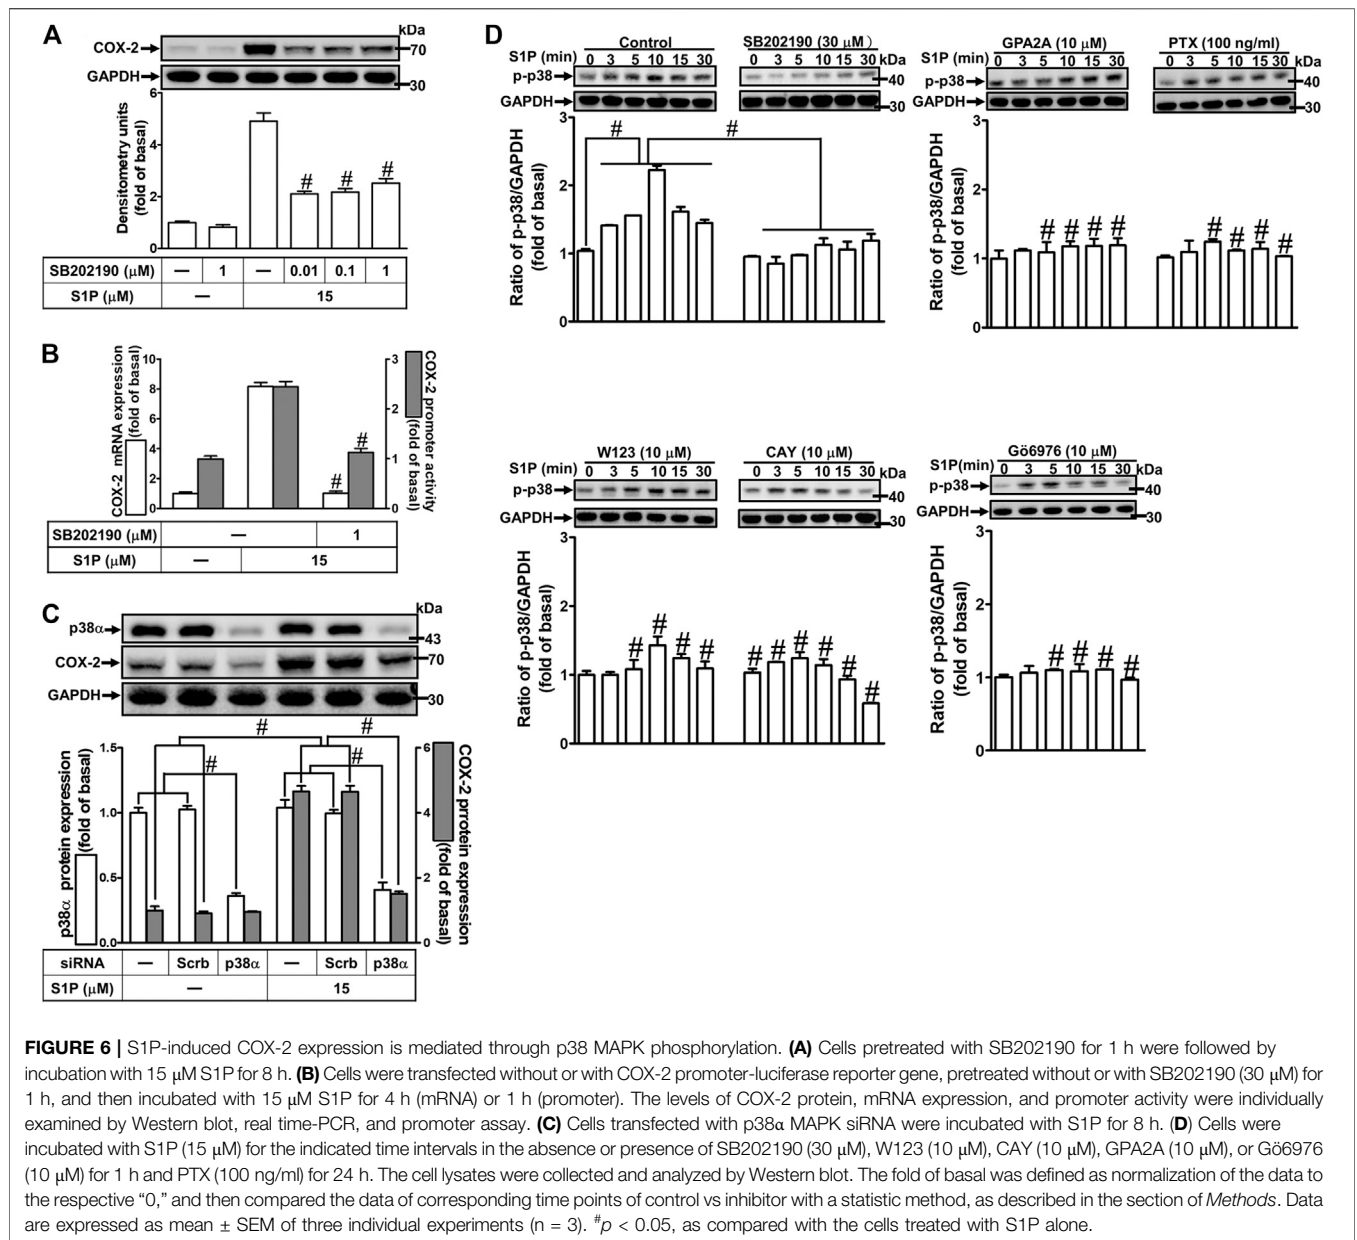 A
kDa
COX-2
70
GAPDH
30
Densitometry units
(fold of basal)
6
4
2
0
# # #
SB202190 (μM) — 1 — 0.01 0.1 1
S1P (μM) — 15
B
COX-2 mRNA expression
(fold of basal)
10
8
6
4
2
0
3
2
1
0
COX-2 promoter activity
(fold of basal)
# #
SB202190 (μM) — 1
S1P (μM) — 15
C
kDa
p38α
43
COX-2
70
GAPDH
30
p38α protein expression
(fold of basal)
1.5
1.0
0.5
0.0
6
4
2
0
COX-2 prrotein expression
(fold of basal)
# # # #
siRNA — Scrb p38α — Scrb p38α
S1P (μM) — 15
D
Control SB202190 (30 μM)
S1P (min) 0 3 5 10 15 30 0 3 5 10 15 30 kDa
p-p38 40
GAPDH 30
Ratio of p-p38/GAPDH
(fold of basal)
3
2
1
0
# #
GPA2A (10 μM) PTX (100 ng/ml)
S1P (min) 0 3 5 10 15 30 0 3 5 10 15 30 kDa
p-p38 40
GAPDH 30
Ratio of p-p38/GAPDH
(fold of basal)
3
2
1
0
# # # # # # # #
W123 (10 μM) CAY (10 μM)
S1P (min) 0 3 5 10 15 30 0 3 5 10 15 30 kDa
p-p38 40
GAPDH 30
Ratio of p-p38/GAPDH
(fold of basal)
3
2
1
0
# # # # # # # # # #
Gö6976 (10 μM)
S1P(min) 0 3 5 10 15 30 kDa
p-p38 40
GAPDH 30
Ratio of p-p38/GAPDH
(fold of basal)
3
2
1
0
# # # #
FIGURE 6 | S1P-induced COX-2 expression is mediated through p38 MAPK phosphorylation. (A) Cells pretreated with SB202190 for 1 h were followed by
incubation with 15 μM S1P for 8 h. (B) Cells were transfected without or with COX-2 promoter-luciferase reporter gene, pretreated without or with SB202190 (30 μM) for
1 h, and then incubated with 15 μM S1P for 4 h (mRNA) or 1 h (promoter). The levels of COX-2 protein, mRNA expression, and promoter activity were individually
examined by Western blot, real time-PCR, and promoter assay. (C) Cells transfected with p38α MAPK siRNA were incubated with S1P for 8 h. (D) Cells were
incubated with S1P (15 μM) for the indicated time intervals in the absence or presence of SB202190 (30 μM), W123 (10 μM), CAY (10 μM), GPA2A (10 μM), or Gö6976
(10 μM) for 1 h and PTX (100 ng/ml) for 24 h. The cell lysates were collected and analyzed by Western blot. The fold of basal was defined as normalization of the data to
the respective “0,” and then compared the data of corresponding time points of control vs inhibitor with a statistic method, as described in the section of Methods. Data
are expressed as mean ± SEM of three individual experiments (n = 3). #p < 0.05, as compared with the cells treated with S1P alone.